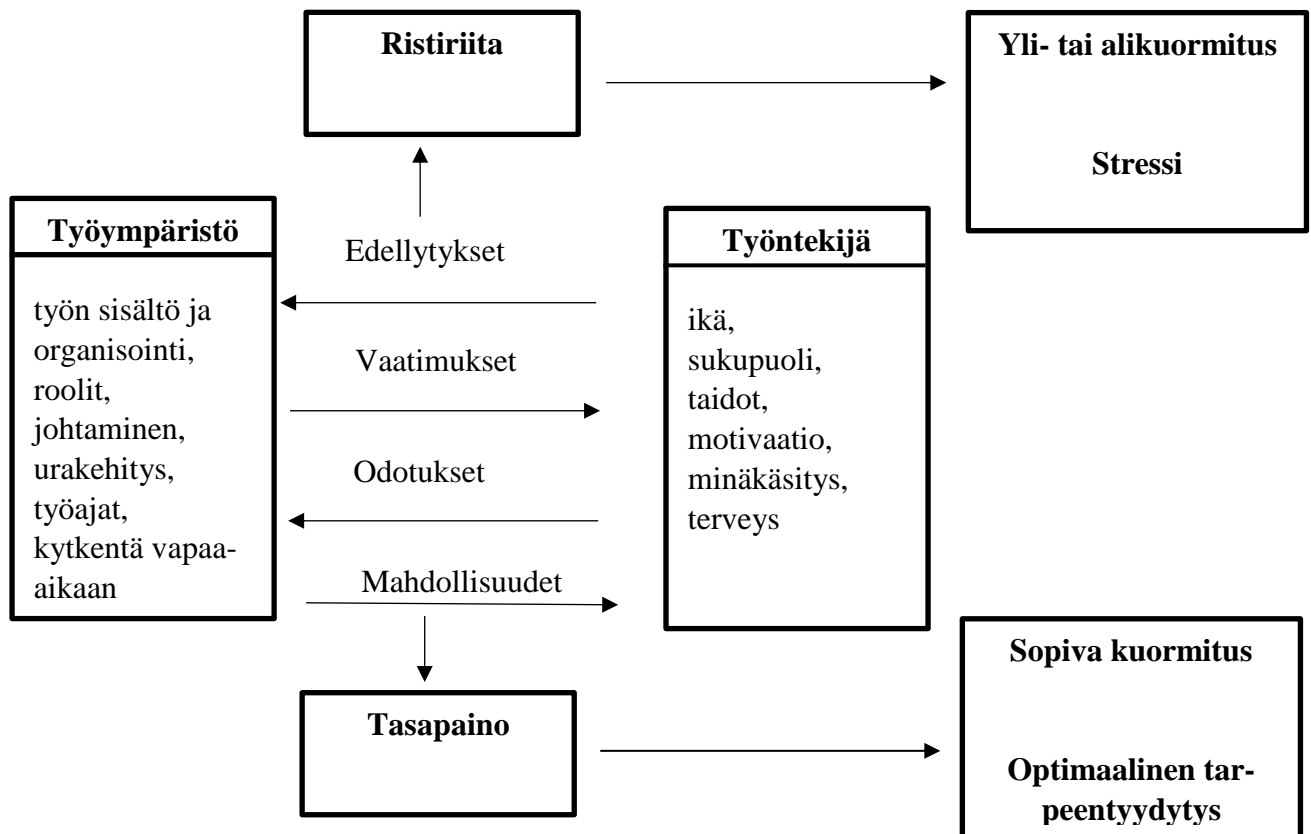 Ristiriita
Yli- tai alikuormitus
Stressi
Työympäristö
työn sisältö ja
organisointi,
roolit,
johtaminen,
urakehitys,
työajat,
kytkentä vapaa-
aikaan
Edellytykset
Vaatimukset
Odotukset
Mahdollisuudet
Työntekijä
ikä,
sukupuoli,
taidot,
motivaatio,
minäkäsitys,
terveys
Tasapaino
Sopiva kuormitus
Optimaalinen tar-
peentyydytys